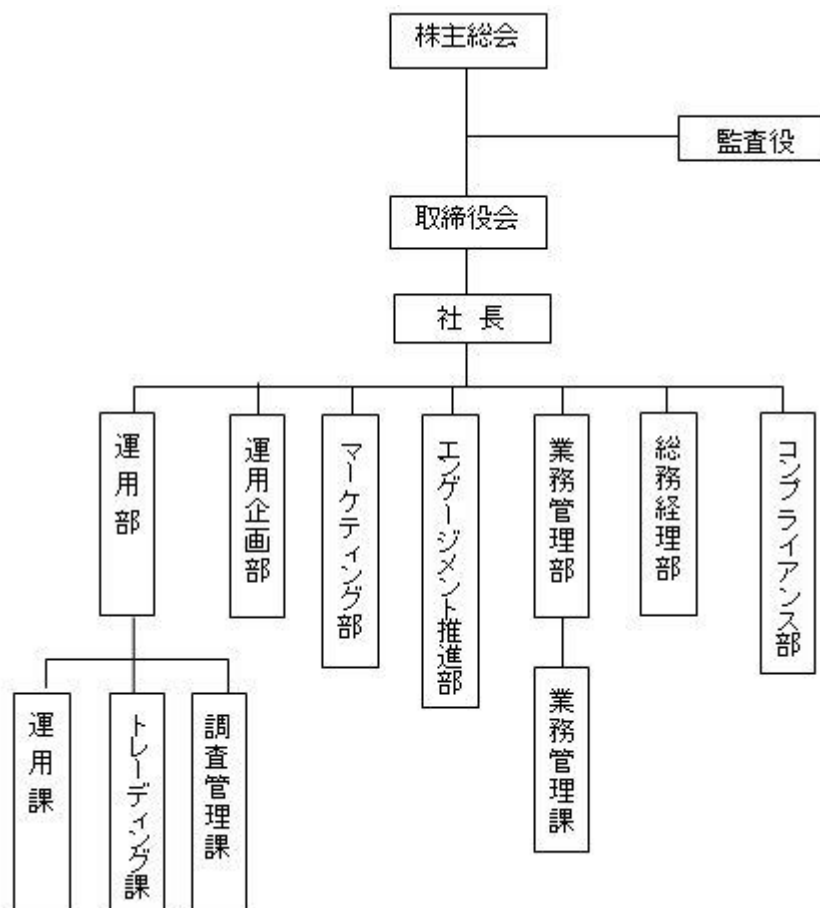 株主総会
監査役
取締役会
社長
運用部
運用企画部
マーケティング部
エンゲージメント推進部
業務管理部
総務経理部
コンプライアンス部
運用課
トレーディング課
調査管理課
業務管理課